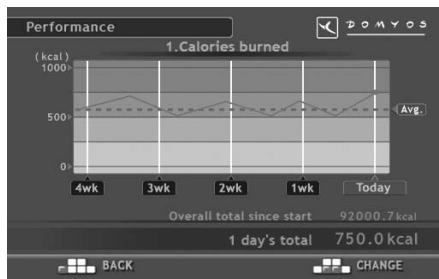 Performance
DOMYOS
1.Calories burned
(kcal)
1000
500
Avg.
0
4wk 3wk 2wk 1wk Today
Overall total since start 92000.7kcal
1 day's total 750.0kcal
BACK CHANGE